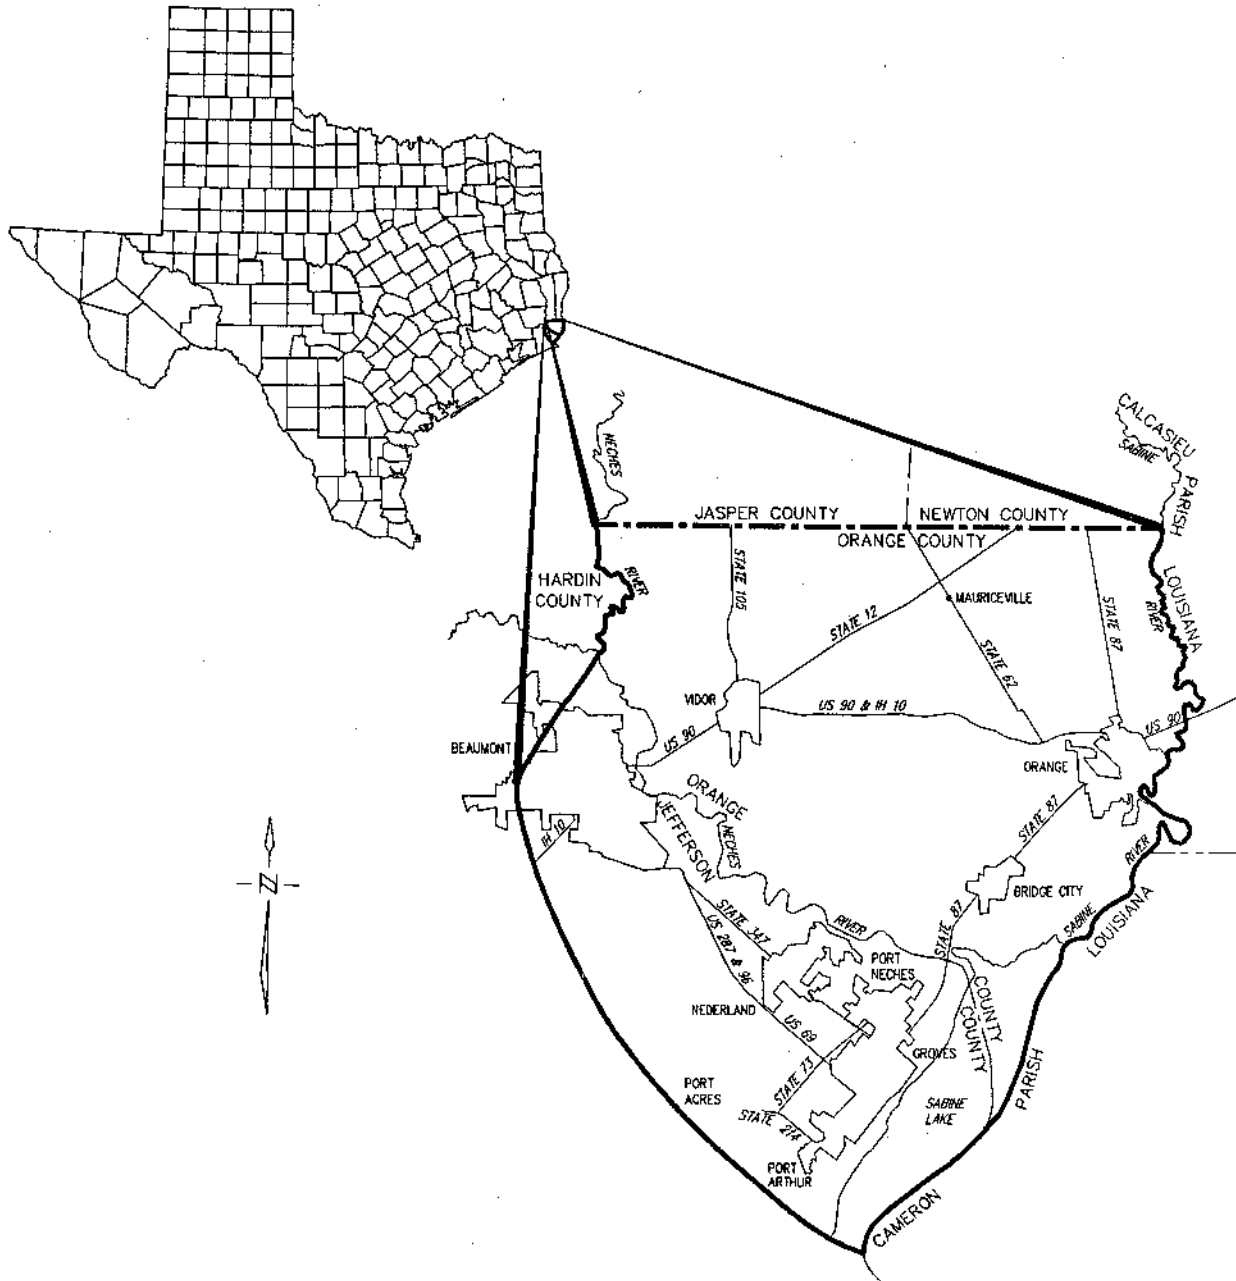 CALCASIEU
SABINE
PARISH
NECHES
JASPER COUNTY
NEWTON COUNTY
ORANGE COUNTY
HARDIN
COUNTY
RIVER
STATE 105
STATE 12
MAURICEVILLE
STATE 87
RIVER
LOUISIANA
STATE 62
VIDOR
US 90 & IH 10
US 90
US 90
BEAUMONT
ORANGE
ORANGE
JEFFERSON
NECHES
STATE 87
IH 10
N
RIVER
BRIDGE CITY
STATE 347
US 287 & 96
RIVER
STATE 87
SABINE
LOUISIANA
PORT
NECHES
NEDERLAND
US 69
COUNTY
COUNTY
GROVES
STATE 73
PORT
ACRES
SABINE
LAKE
PARISH
STATE 214
PORT
ARTHUR
CAMERON